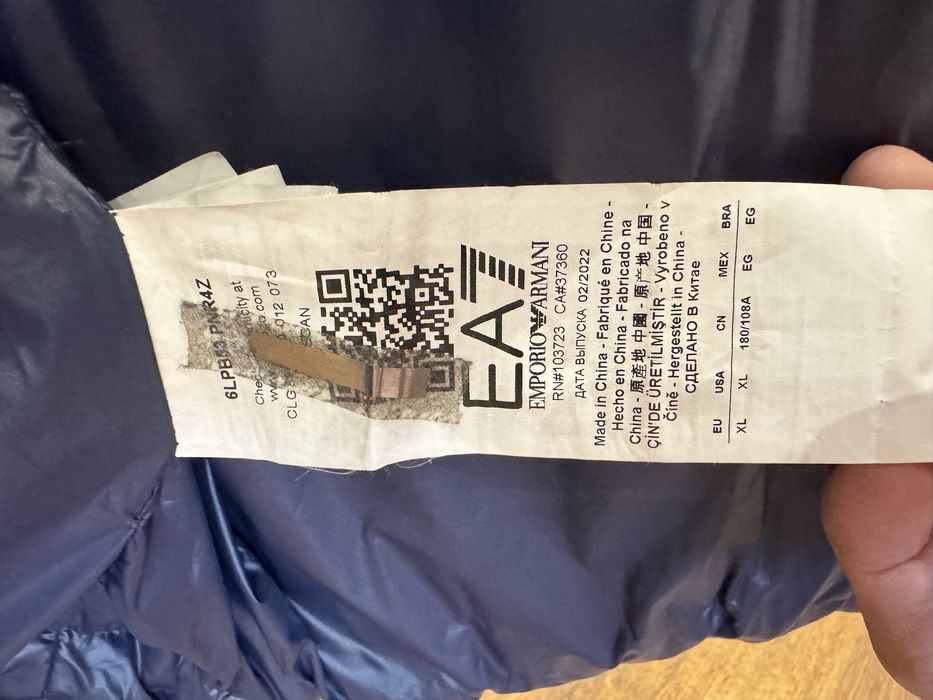 PNR4Z
CLG
012 073
EA7
EMPORIO ARMANI
RN#103723 CA#37360
ДАТА ВЫПУСКА 02/2022
Made in China - Fabriqué en Chine -
Hecho en China - Fabricado na
China - 原產地 中國 - 原产地 中国 -
ÇİN'DE ÜRETİLMİŞTİR - Vyrobeno v
Číně - Hergestellt in China -
СДЕЛАНО В Китае
EU USA CN MEX BRA
XL XL 180/108A EG EG